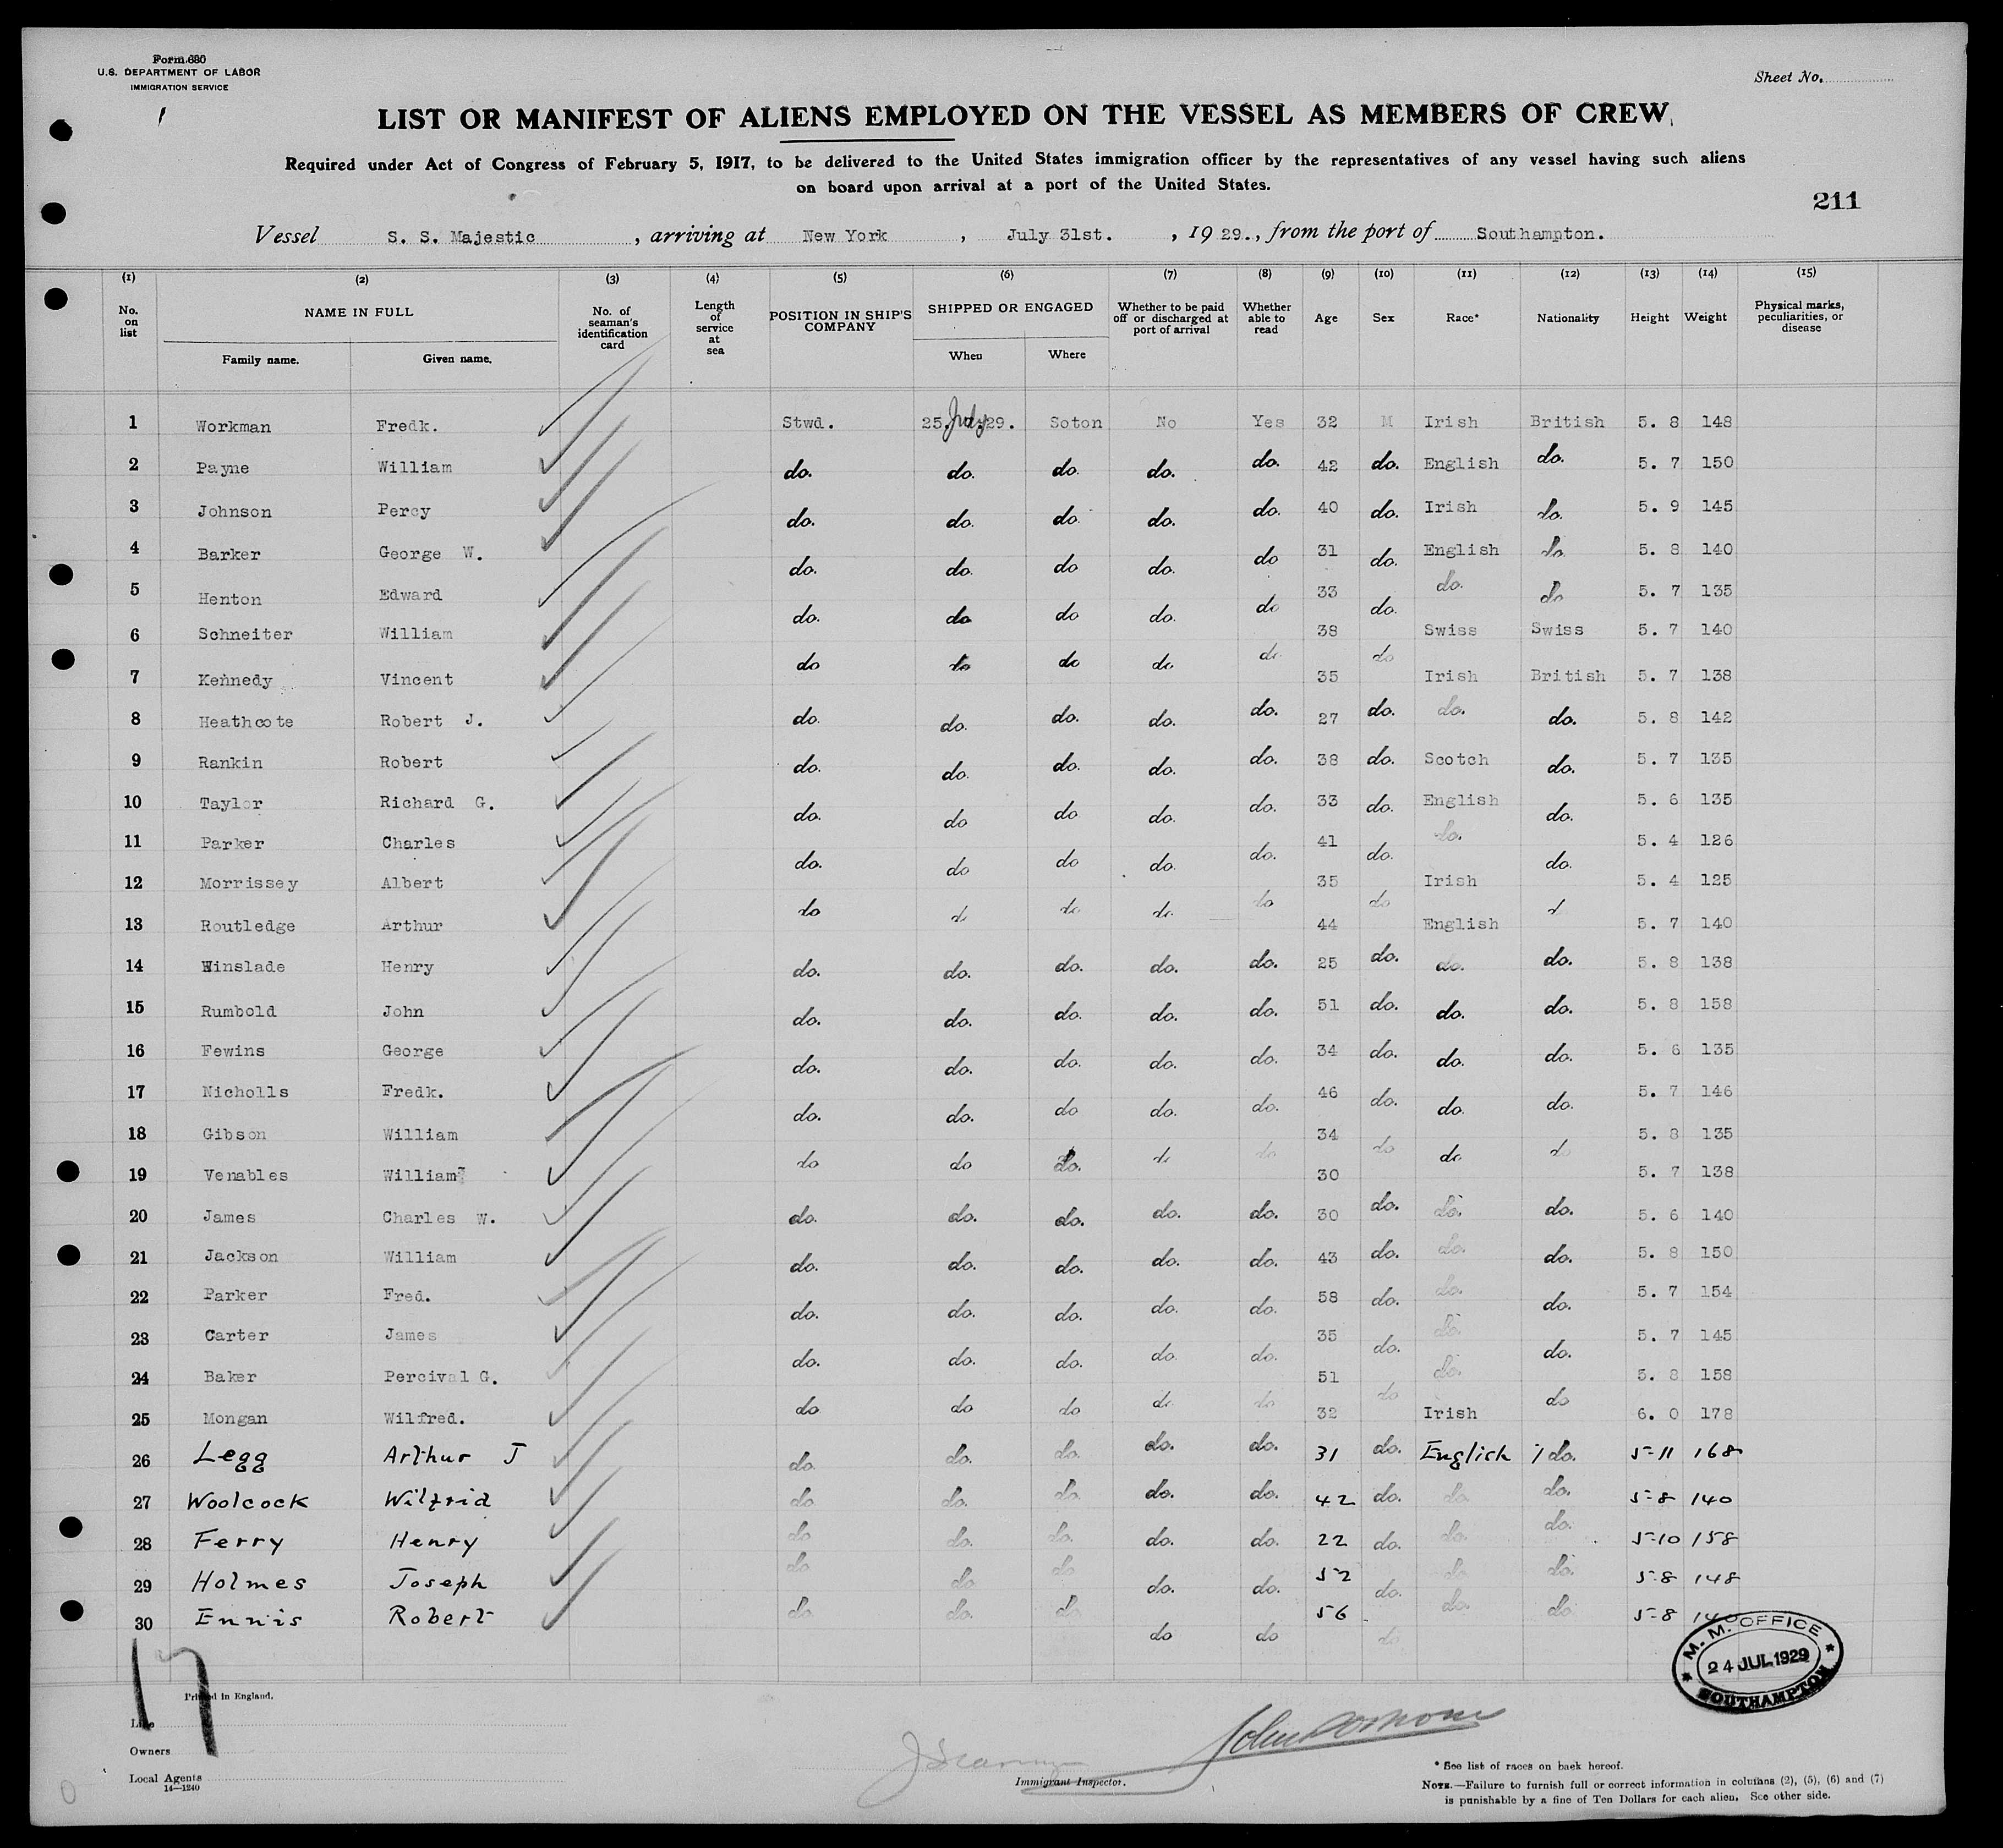 Form 680
U.S. DEPARTMENT OF LABOR
IMMIGRATION SERVICE
Sheet No.
LIST OR MANIFEST OF ALIENS EMPLOYED ON THE VESSEL AS MEMBERS OF CREW
Required under Act of Congress of February 5, 1917, to be delivered to the United States immigration officer by the representatives of any vessel having such aliens
on board upon arrival at a port of the United States.
211
Vessel S. S. Majestic, arriving at New York, July 31st., 1929., from the port of Southampton.
(1) (2) (3) (4) (5) (6) (7) (8) (9) (10) (11) (12) (13) (14) (15)
No. on list NAME IN FULL Family name. Given name. No. of seaman's identification card Length of service at sea POSITION IN SHIP'S COMPANY SHIPPED OR ENGAGED When Where Whether to be paid off or discharged at port of arrival Whether able to read Age Sex Race* Nationality Height Weight Physical marks, peculiarities, or disease
1 Workman Fredk. Stwd. 25.July29. Soton No Yes 32 M Irish British 5. 8 148
2 Payne William do. do. do. do. do. 42 do. English do. 5. 7 150
3 Johnson Percy do. do. do. do. do. 40 do. Irish do. 5. 9 145
4 Barker George W. do. do. do do. do 31 do. English do. 5. 8 140
5 Henton Edward do. do do do. do 33 do. do. do 5. 7 135
6 Schneiter William do do do do do 38 do Swiss Swiss 5. 7 140
7 Kennedy Vincent 35 Irish British 5. 7 138
8 Heathcote Robert J. do. do. do. do. do. 27 do. do. do. 5. 8 142
9 Rankin Robert do. do. do. do. do. 38 do. Scotch do. 5. 7 135
10 Taylor Richard G. do. do do do. do. 33 do. English do. 5. 6 135
11 Parker Charles do. do do do. do. 41 do. do. do. 5. 4 126
12 Morrissey Albert do do do do. do 35 do Irish d 5. 4 125
13 Routledge Arthur 44 English 5. 7 140
14 Winslade Henry do. do. do. do. do. 25 do. do. do. 5. 8 138
15 Rumbold John do. do. do. do. do. 51 do. do. do. 5. 8 158
16 Fewins George do. do. do. do. do. 34 do. do. do. 5. 6 135
17 Nicholls Fredk. do. do. do do. do. 46 do. do. do. 5. 7 146
18 Gibson William do do do. do do 34 do do d 5. 8 135
19 Venables William 30 5. 7 138
20 James Charles W. do. do. do. do. do. 30 do. do. do. 5. 6 140
21 Jackson William do. do. do. do. do. 43 do. do. do. 5. 8 150
22 Parker Fred. do. do. do. do. do. 58 do. do. do. 5. 7 154
23 Carter James do. do. do. do do. 35 do. do. do. 5. 7 145
24 Baker Percival G. do do do do do 51 do do. do 5. 8 158
25 Mongan Wilfred. 32 Irish 6. 0 178
26 Legg Arthur J do. do. do. do. do. 31 do. English do. 5-11 168
27 Woolcock Wilfrid do do. do. do. do. 42 do. do. do. 5-8 140
28 Ferry Henry do do. do. do. do. 22 do. do. do. 5-10 158
29 Holmes Joseph do do. do do. do. 52 do. do. do. 5-8 148
30 Ennis Robert do. do. do do do 56 do do. do. 5-8 140
M. M. OFFICE
24 JUL 1929
SOUTHAMPTON
17
Printed in England.
Line
Owners
Local Agents
14—1240
Immigrant Inspector.
* See list of races on back hereof.
NOTE.—Failure to furnish full or correct information in columns (2), (5), (6) and (7)
is punishable by a fine of Ten Dollars for each alien. See other side.